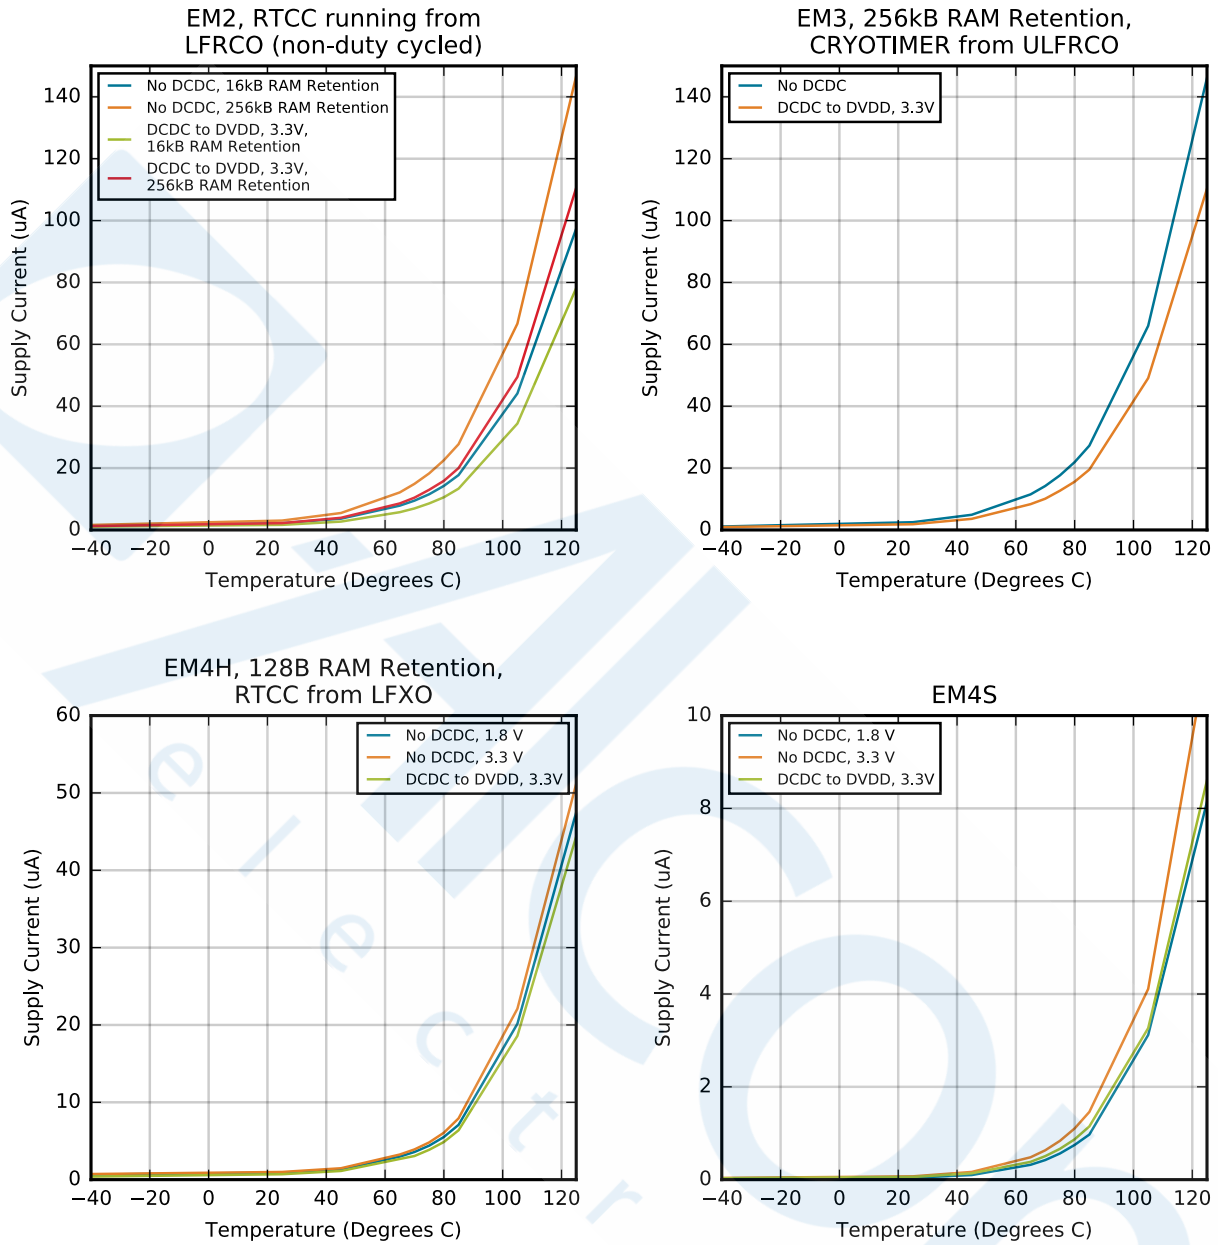 EM2, RTCC running from
LFRCO (non-duty cycled)
No DCDC, 16kB RAM Retention
No DCDC, 256kB RAM Retention
DCDC to DVDD, 3.3V,
16kB RAM Retention
DCDC to DVDD, 3.3V,
256kB RAM Retention
Supply Current (uA)
140
120
100
80
60
40
20
0
−40 −20 0 20 40 60 80 100 120
Temperature (Degrees C)
EM3, 256kB RAM Retention,
CRYOTIMER from ULFRCO
No DCDC
DCDC to DVDD, 3.3V
Supply Current (uA)
140
120
100
80
60
40
20
0
−40 −20 0 20 40 60 80 100 120
Temperature (Degrees C)
EM4H, 128B RAM Retention,
RTCC from LFXO
No DCDC, 1.8 V
No DCDC, 3.3 V
DCDC to DVDD, 3.3V
Supply Current (uA)
60
50
40
30
20
10
0
−40 −20 0 20 40 60 80 100 120
Temperature (Degrees C)
EM4S
No DCDC, 1.8 V
No DCDC, 3.3 V
DCDC to DVDD, 3.3V
Supply Current (uA)
10
8
6
4
2
0
−40 −20 0 20 40 60 80 100 120
Temperature (Degrees C)